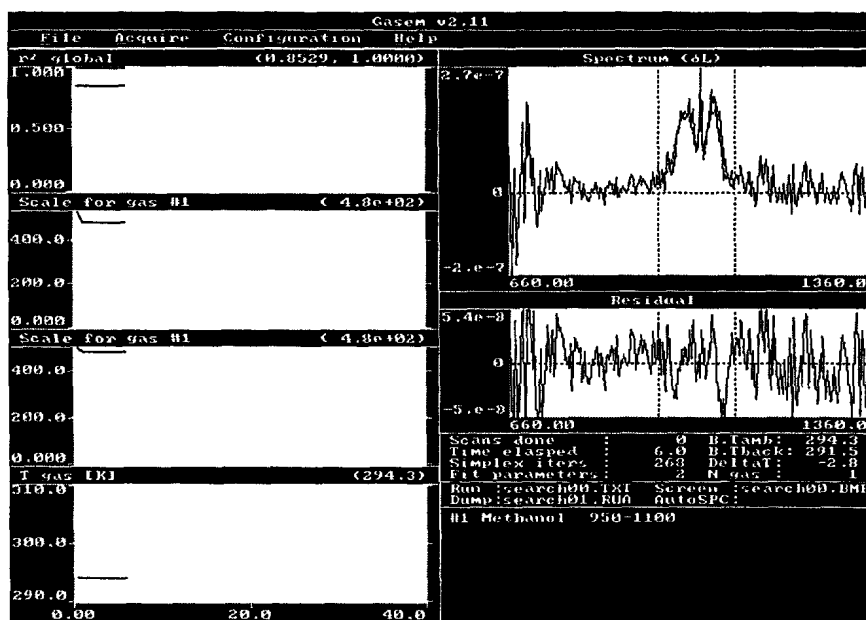 Gasem v2.11
File Acquire Configuration Help
r² global (0.8529, 1.0000)
1.000
0.500
0.000
Scale for gas #1 ( 4.8e+02)
400.0
200.0
0.000
Scale for gas #1 ( 4.8e+02)
400.0
200.0
0.000
T gas [K] (294.3)
310.0
300.0
290.0
0.00 20.0 40.0
Spectrum (δL)
2.7e-7
0
-2.e-7
660.00 1360.0
Residual
5.4e-8
0
-5.e-8
660.00 1360.0
Scans done : 0 B.Tamb: 294.3
Time elasped : 6.0 B.Tback: 291.5
Simplex iters : 268 DeltaT: -2.8
Fit parameters: 2 N gas : 1
Run :search00.TXT Screen :search00.BMP
Dump:search01.RWA AutoSPC:
#1 Methanol 950-1100